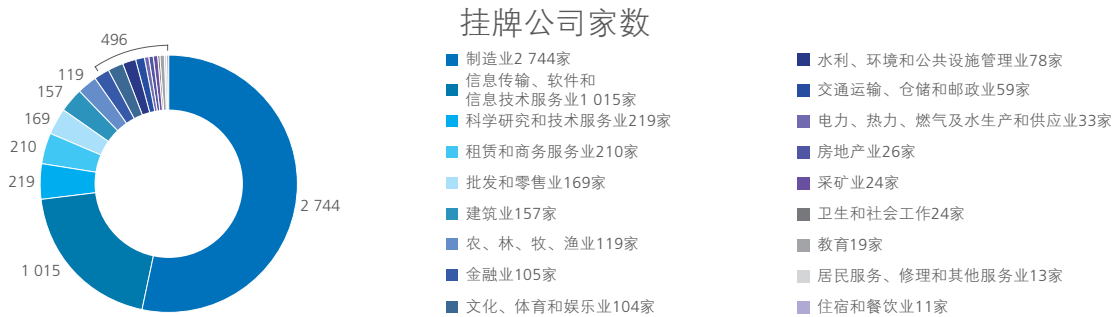 挂牌公司家数
496
119
157
169
210
219
1 015
2 744
制造业2 744家
信息传输、软件和
信息技术服务业1 015家
科学研究和技术服务业219家
租赁和商务服务业210家
批发和零售业169家
建筑业157家
农、林、牧、渔业119家
金融业105家
文化、体育和娱乐业104家
水利、环境和公共设施管理业78家
交通运输、仓储和邮政业59家
电力、热力、燃气及水生产和供应业33家
房地产业26家
采矿业24家
卫生和社会工作24家
教育19家
居民服务、修理和其他服务业13家
住宿和餐饮业11家